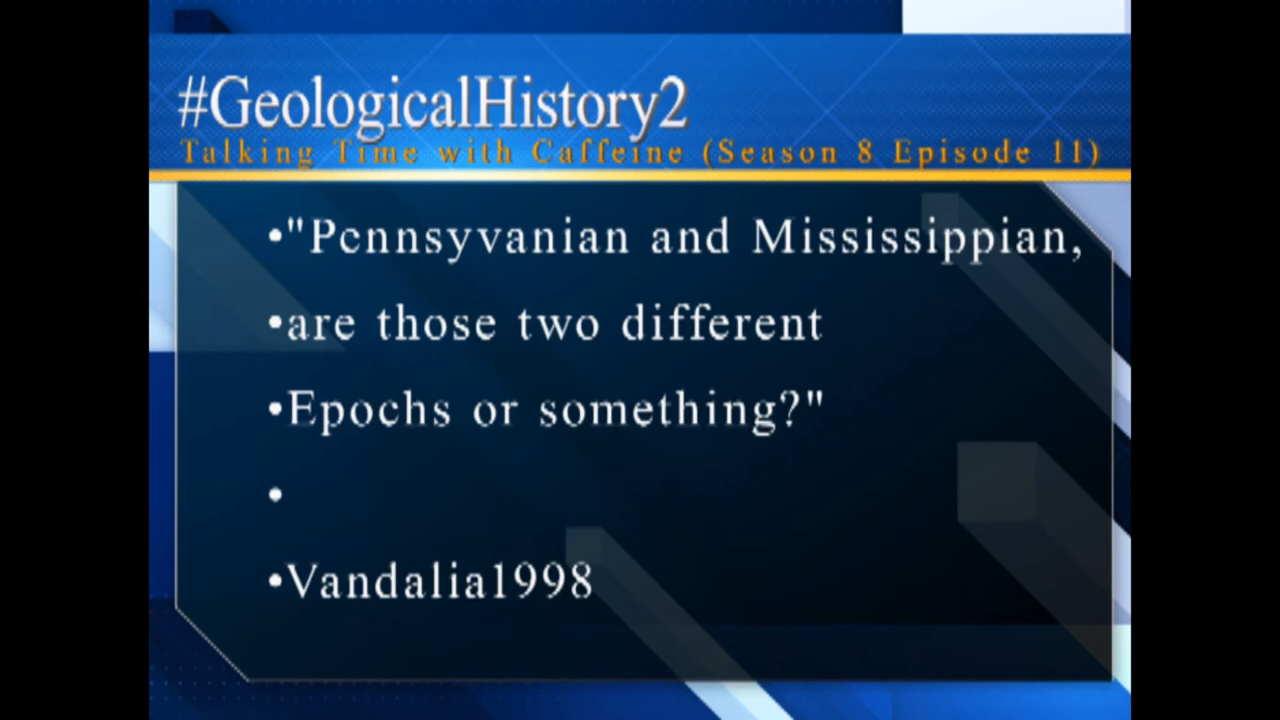 #GeologicalHistory2
Talking Time with Caffeine (Season 8 Episode 11)
•"Pennsyvanian and Mississippian,
•are those two different
•Epochs or something?"
•
•Vandalia1998